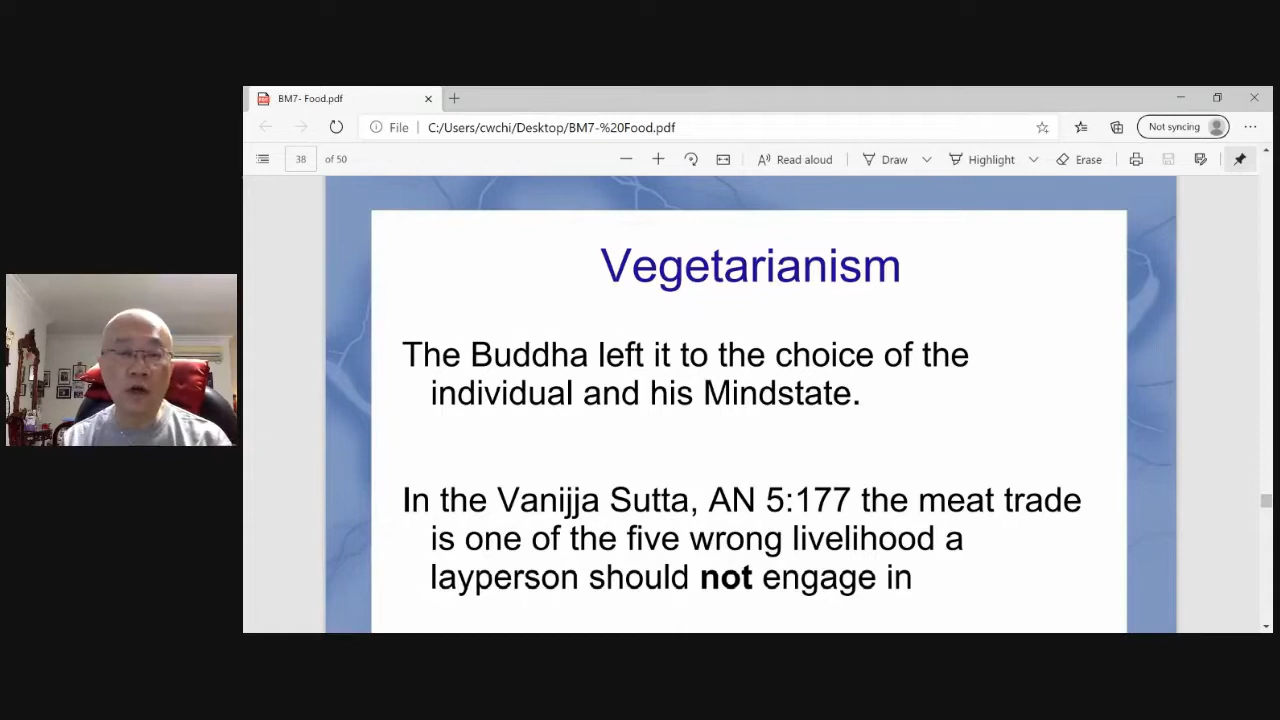 BM7- Food.pdf
File
C:/Users/cwchi/Desktop/BM7-%20Food.pdf
Not syncing
38 of 50
Read aloud
Draw
Highlight
Erase
Vegetarianism
The Buddha left it to the choice of the
individual and his Mindstate.
In the Vanijja Sutta, AN 5:177 the meat trade
is one of the five wrong livelihood a
layperson should not engage in